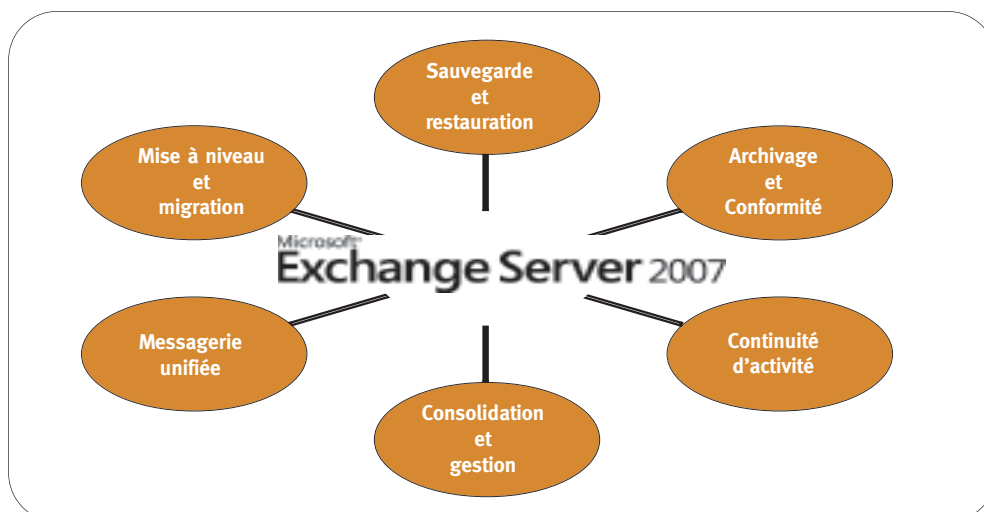 Sauvegarde
et
restauration
Mise à niveau
et
migration
Archivage
et
Conformité
Microsoft®
Exchange Server 2007
Messagerie
unifiée
Continuité
d'activité
Consolidation
et
gestion